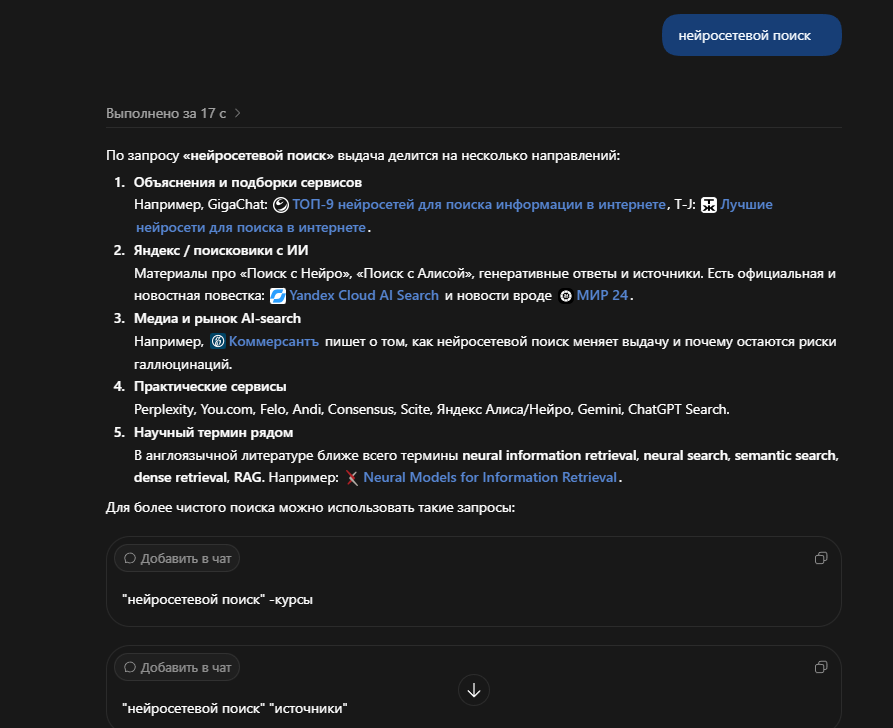 нейросетевой поиск
Выполнено за 17 с
По запросу «нейросетевой поиск» выдача делится на несколько направлений:
1. Объяснения и подборки сервисов
Например, GigaChat: ТОП-9 нейросетей для поиска информации в интернете, T-J: Лучшие
нейросети для поиска в интернете.
2. Яндекс / поисковики с ИИ
Материалы про «Поиск с Нейро», «Поиск с Алисой», генеративные ответы и источники. Есть официальная и
новостная повестка: Yandex Cloud AI Search и новости вроде МИР 24.
3. Медиа и рынок AI-search
Например, Коммерсантъ пишет о том, как нейросетевой поиск меняет выдачу и почему остаются риски
галлюцинаций.
4. Практические сервисы
Perplexity, You.com, Felo, Andi, Consensus, Scite, Яндекс Алиса/Нейро, Gemini, ChatGPT Search.
5. Научный термин рядом
В англоязычной литературе ближе всего термины neural information retrieval, neural search, semantic search,
dense retrieval, RAG. Например: Neural Models for Information Retrieval.
Для более чистого поиска можно использовать такие запросы:
Добавить в чат
"нейросетевой поиск" -курсы
Добавить в чат
"нейросетевой поиск" "источники"